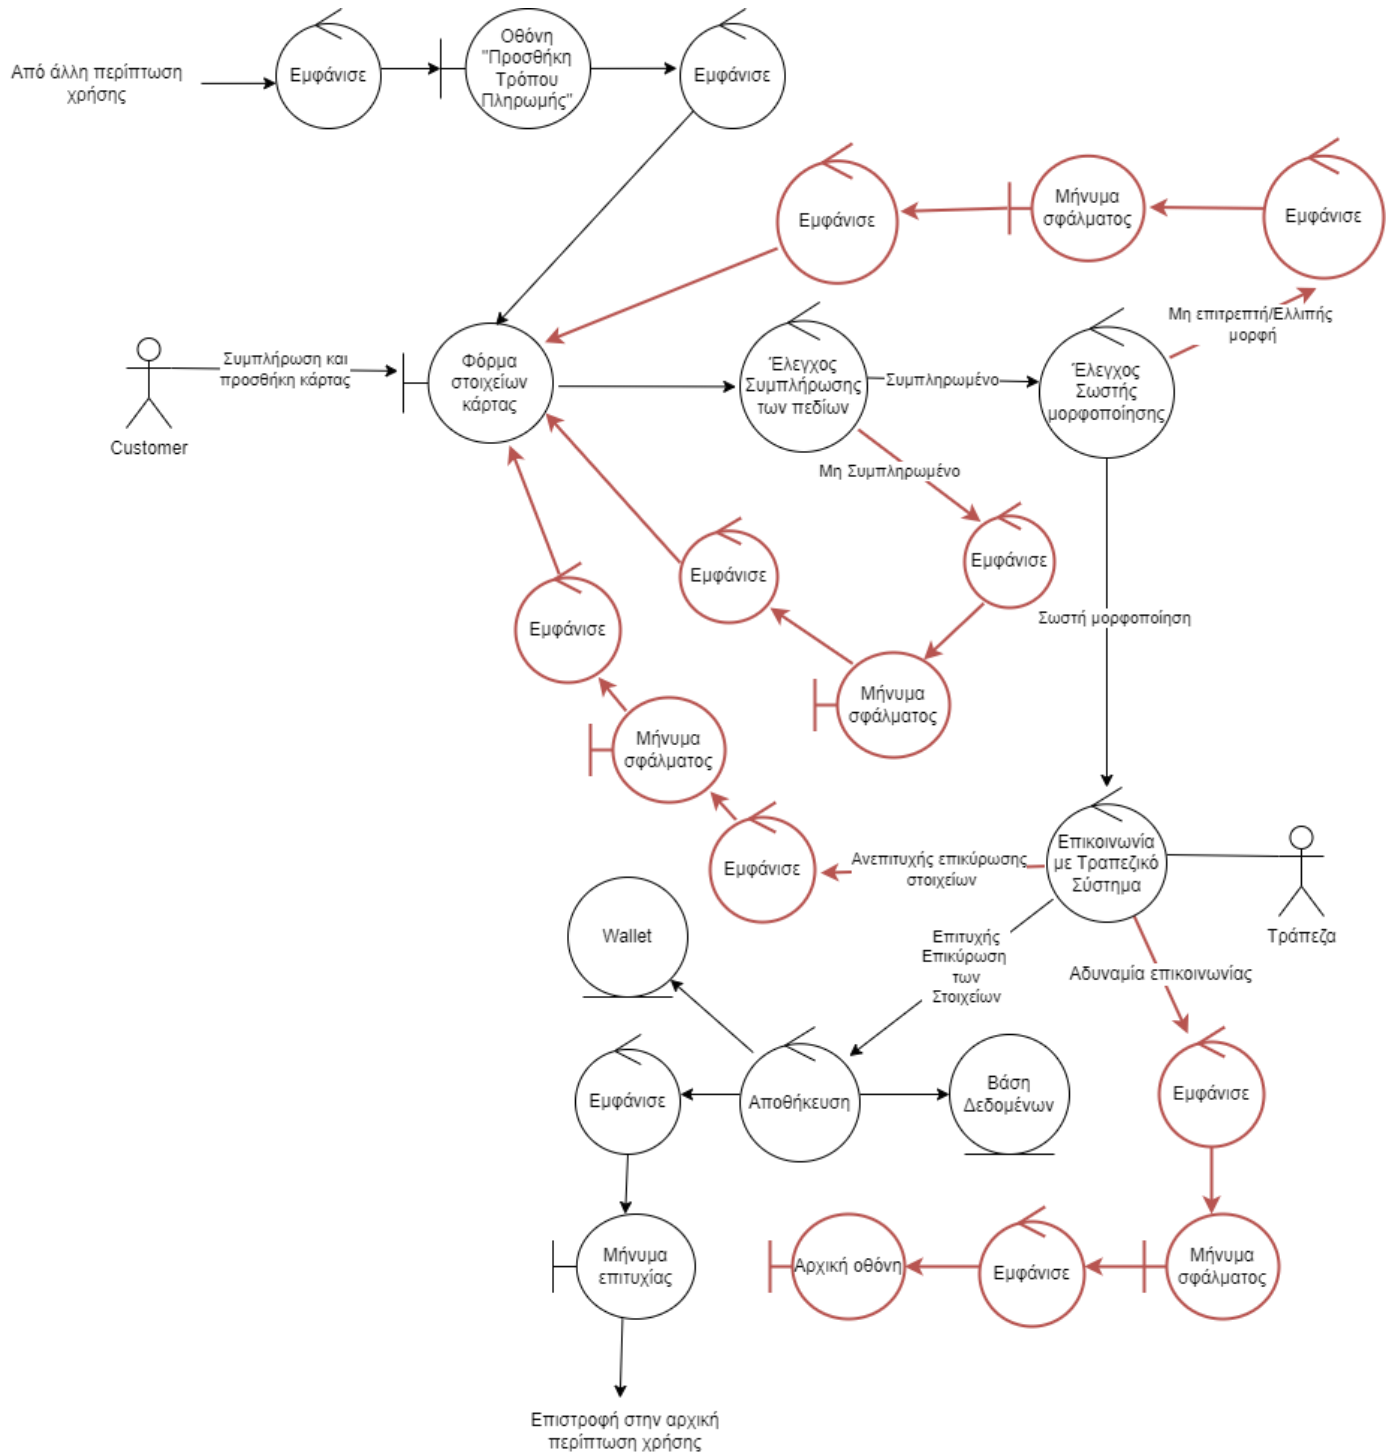 Από άλλη περίπτωση
χρήσης
Εμφάνισε
Οθόνη
"Προσθήκη
Τρόπου
Πληρωμής"
Εμφάνισε
Εμφάνισε
Μήνυμα
σφάλματος
Εμφάνισε
Μη επιτρεπτή/Ελλιπής
μορφή
Customer
Συμπλήρωση και
προσθήκη κάρτας
Φόρμα
στοιχείων
κάρτας
Έλεγχος
Συμπλήρωσης
των πεδίων
Συμπληρωμένο
Έλεγχος
Σωστής
μορφοποίησης
Μη Συμπληρωμένο
Εμφάνισε
Εμφάνισε
Εμφάνισε
Σωστή μορφοποίηση
Μήνυμα
σφάλματος
Μήνυμα
σφάλματος
Εμφάνισε
Ανεπιτυχής επικύρωσης
στοιχείων
Επικοινωνία
με Τραπεζικό
Σύστημα
Τράπεζα
Wallet
Επιτυχής
Επικύρωση
των
Στοιχείων
Αδυναμία επικοινωνίας
Εμφάνισε
Αποθήκευση
Βάση
Δεδομένων
Εμφάνισε
Μήνυμα
επιτυχίας
Αρχική οθόνη
Εμφάνισε
Μήνυμα
σφάλματος
Επιστροφή στην αρχική
περίπτωση χρήσης